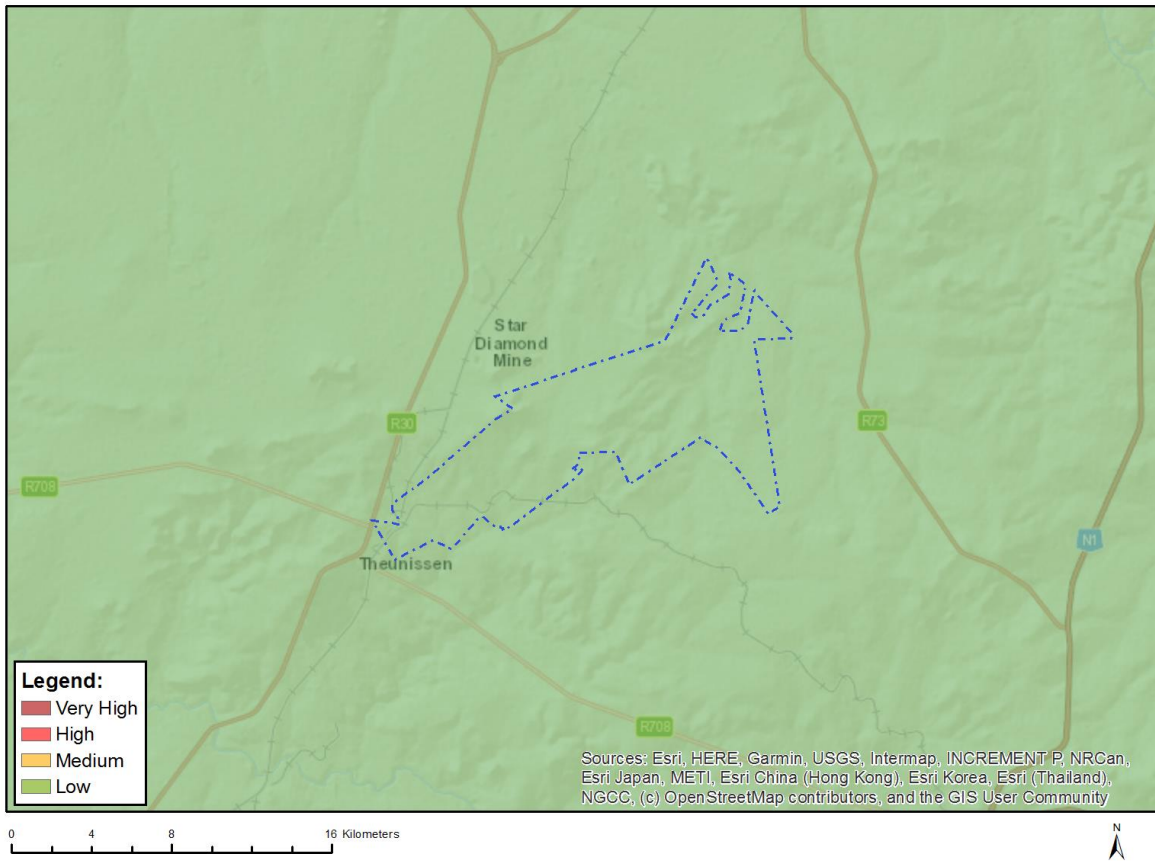 Star
Diamond
Mine
R30
R73
R708
N1
Theunissen
R708
Legend:
Very High
High
Medium
Low
Sources: Esri, HERE, Garmin, USGS, Intermap, INCREMENT P, NRCan,
Esri Japan, METI, Esri China (Hong Kong), Esri Korea, Esri (Thailand),
NGCC, (c) OpenStreetMap contributors, and the GIS User Community
0 4 8 16 Kilometers
N